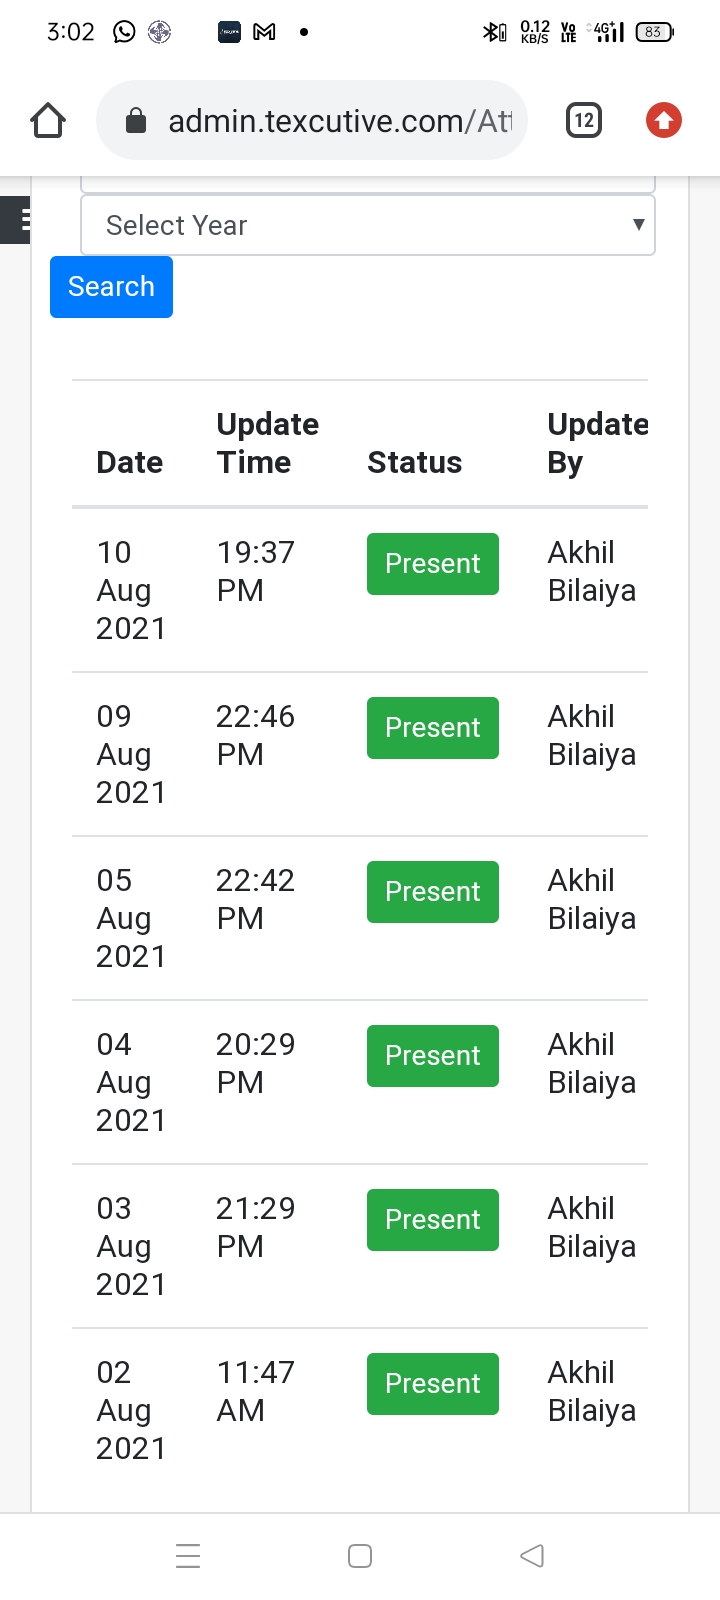 3:02
0.12 KB/S
Vo LTE
4G+
83
admin.texcutive.com/Att
12
Select Year
Search
Date Update Time Status Update By
10 Aug 2021 19:37 PM Present Akhil Bilaiya
09 Aug 2021 22:46 PM Present Akhil Bilaiya
05 Aug 2021 22:42 PM Present Akhil Bilaiya
04 Aug 2021 20:29 PM Present Akhil Bilaiya
03 Aug 2021 21:29 PM Present Akhil Bilaiya
02 Aug 2021 11:47 AM Present Akhil Bilaiya